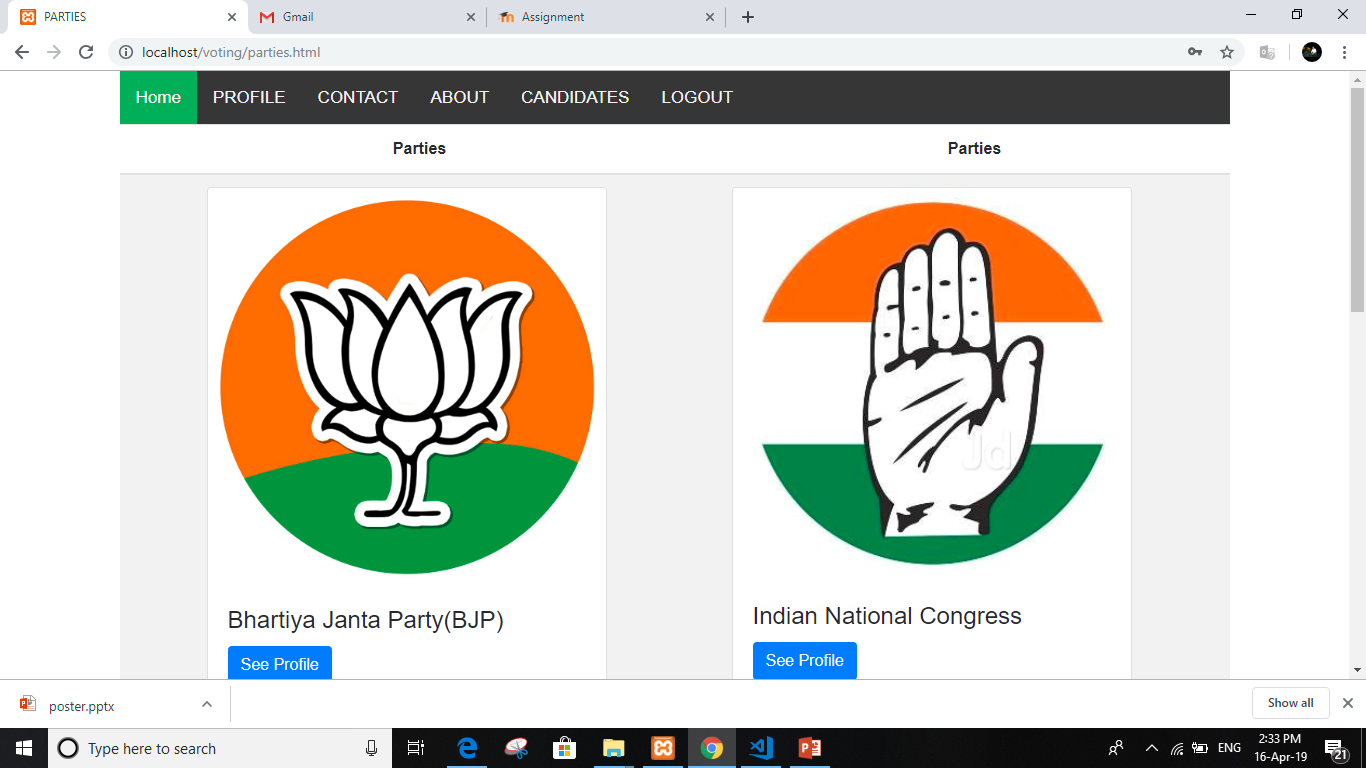 PARTIES
Gmail
Assignment
localhost/voting/parties.html
Home PROFILE CONTACT ABOUT CANDIDATES LOGOUT
Parties Parties
Jd
Bhartiya Janta Party(BJP)
See Profile
Indian National Congress
See Profile
poster.pptx
Show all
Type here to search
ENG
2:33 PM
16-Apr-19
21